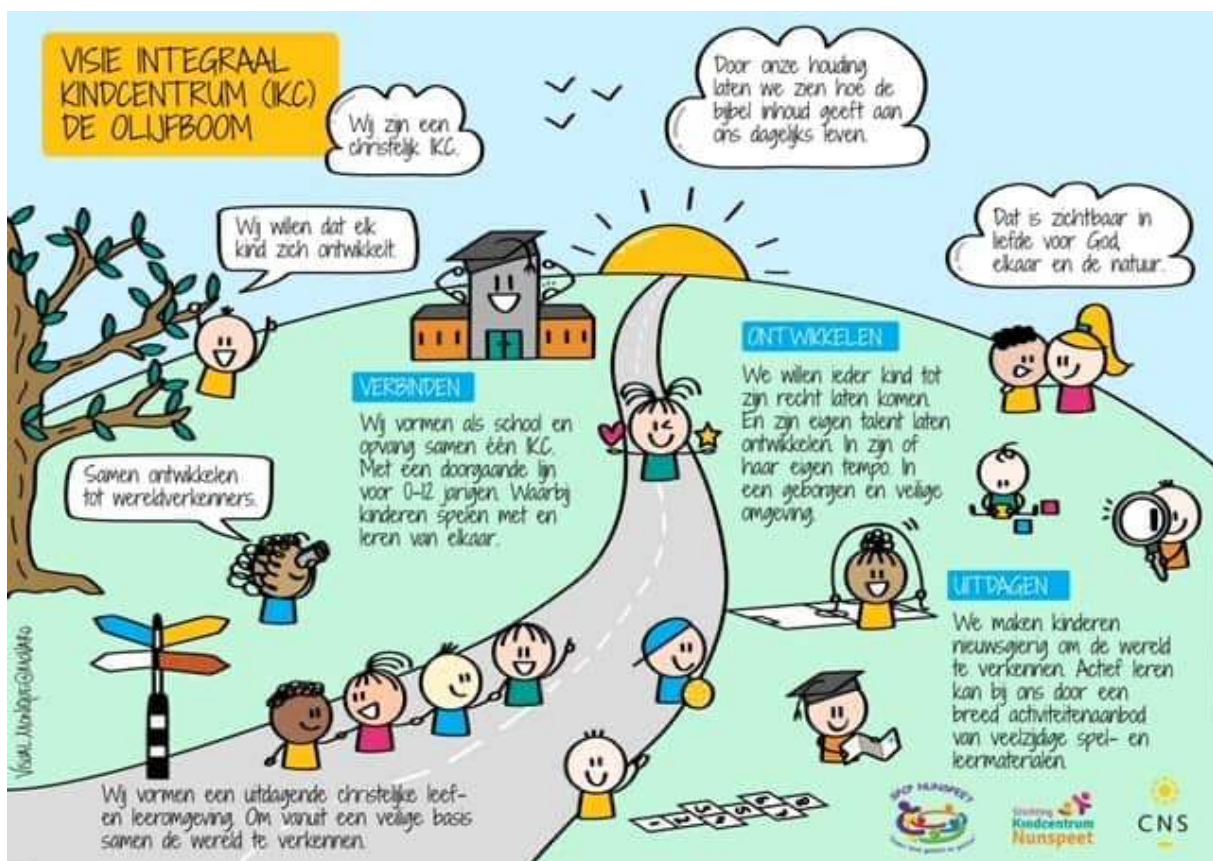 VISIE INTEGRAAL
KINDCENTRUM (IKC)
DE OLIJFBOOM
Wij zijn een
christelijk IKC.
Door onze houding
laten we zien hoe de
bijbel inhoud geeft aan
ons dagelijks leven.
Dat is zichtbaar in
liefde voor God,
elkaar en de natuur.
Wij willen dat elk
kind zich ontwikkelt.
VERBINDEN
Wij vormen als school en
opvang samen één IKC.
Met een doorgaande lijn
voor 0-12 jarigen. Waarbij
kinderen spelen met en
leren van elkaar.
ONTWIKKELEN
We willen ieder kind tot
zijn recht laten komen.
En zijn eigen talent laten
ontwikkelen. In zijn of
haar eigen tempo. In
een geborgen en veilige
omgeving.
Samen ontwikkelen
tot wereldverkenners.
UITDAGEN
We maken kinderen
nieuwsgierig om de wereld
te verkennen. Actief leren
kan bij ons door een
breed activiteitenaanbod
van veelzijdige spel- en
leermaterialen.
Wij vormen een uitdagende christelijke leef-
en leeromgeving. Om vanuit een veilige basis
samen de wereld te verkennen.
SPCP NUNSPEET
Stichting
Kindcentrum
Nunspeet
CNS